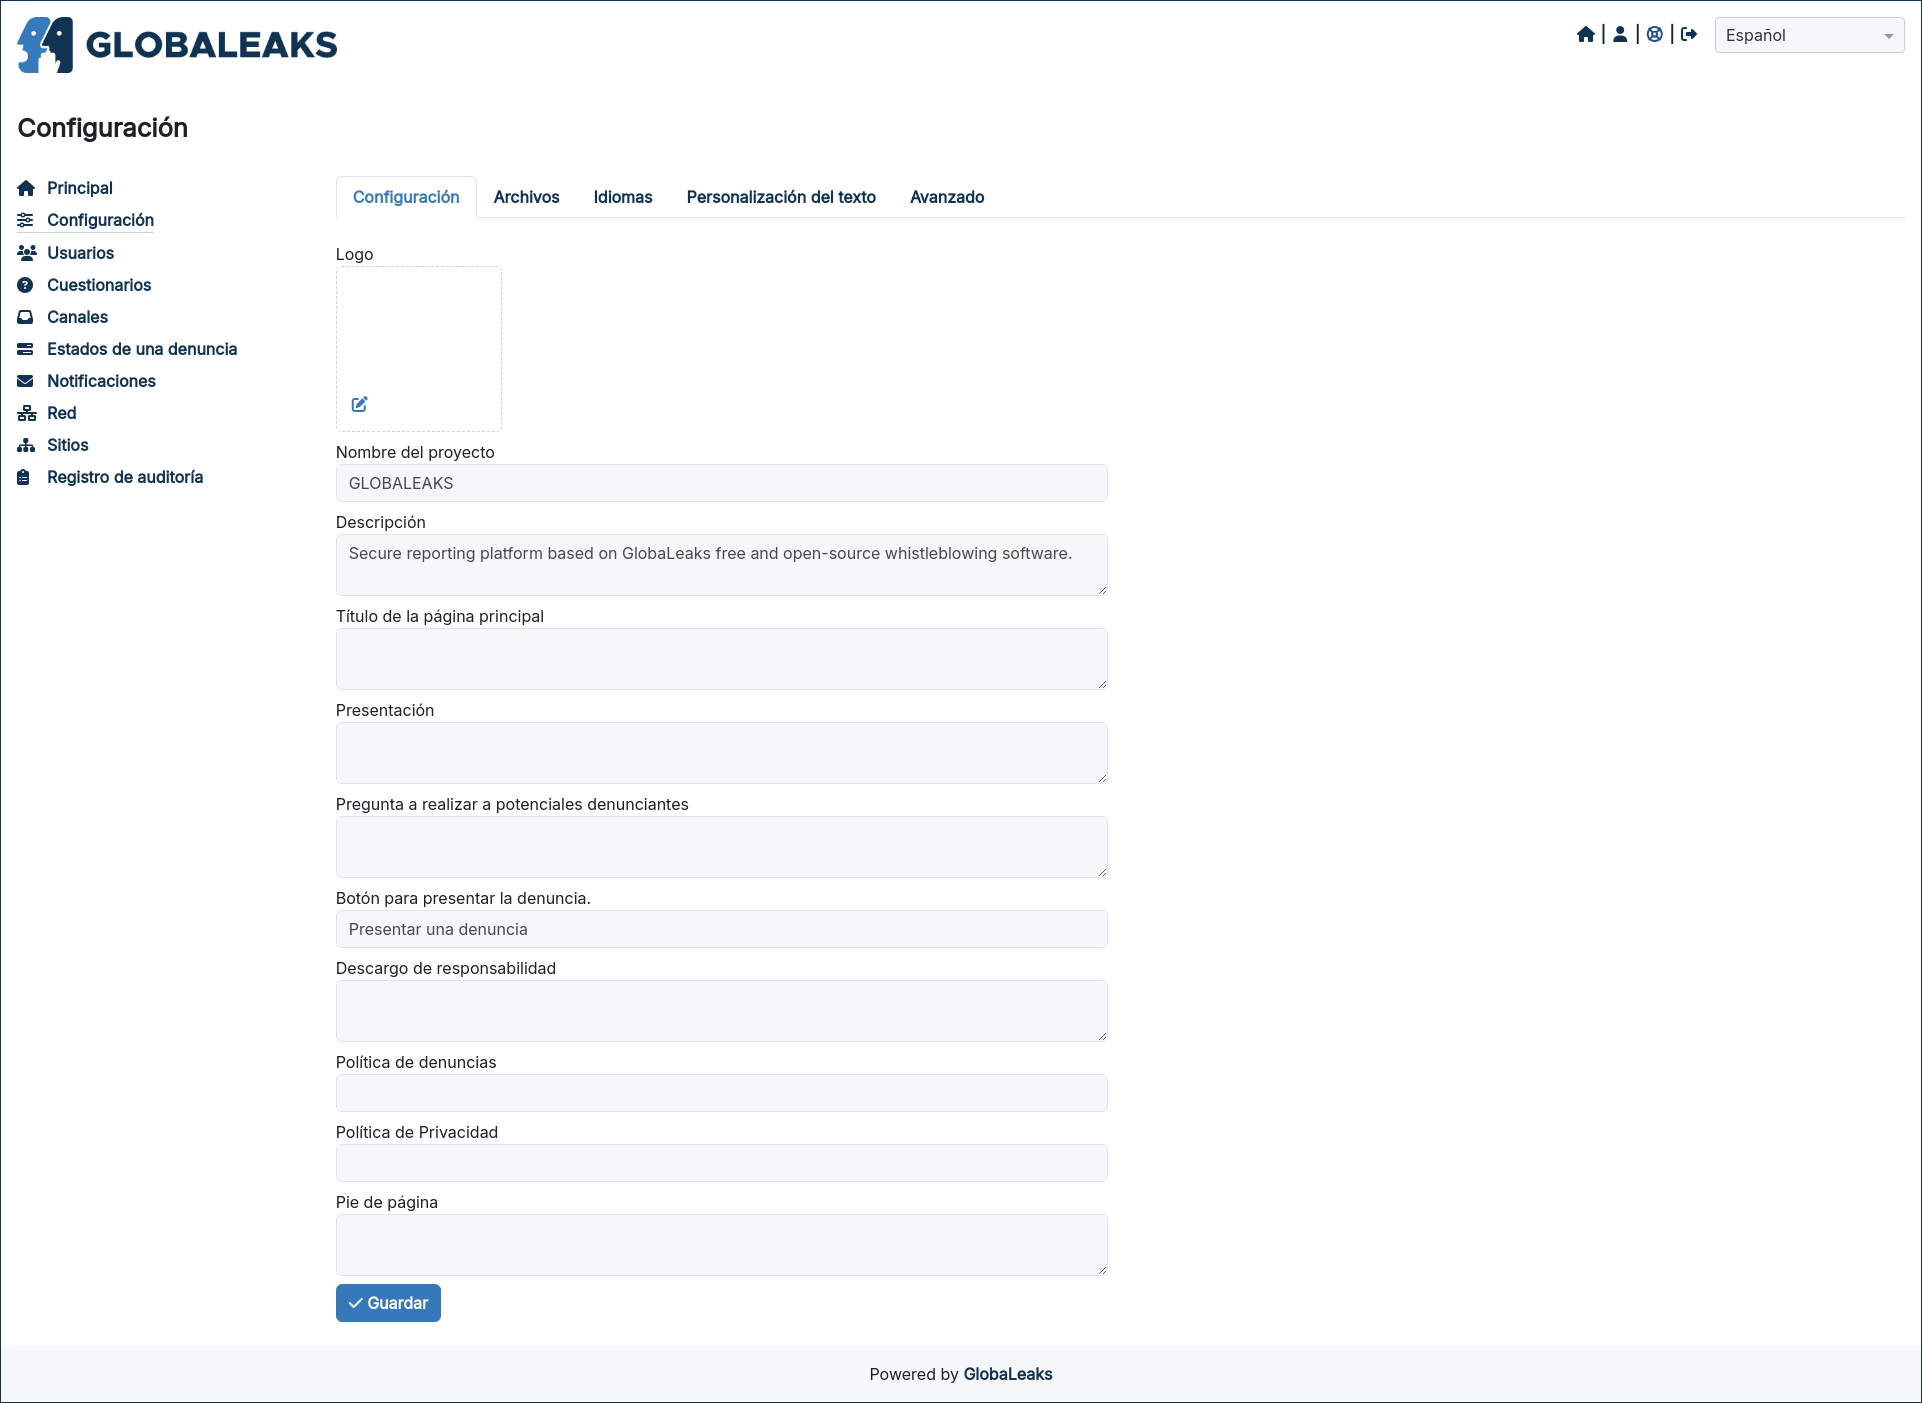 GLOBALEAKS
Español
Configuración
Principal
Configuración
Usuarios
Cuestionarios
Canales
Estados de una denuncia
Notificaciones
Red
Sitios
Registro de auditoría
Configuración Archivos Idiomas Personalización del texto Avanzado
Logo
Nombre del proyecto
GLOBALEAKS
Descripción
Secure reporting platform based on GlobaLeaks free and open-source whistleblowing software.
Título de la página principal
Presentación
Pregunta a realizar a potenciales denunciantes
Botón para presentar la denuncia.
Presentar una denuncia
Descargo de responsabilidad
Política de denuncias
Política de Privacidad
Pie de página
Guardar
Powered by GlobaLeaks